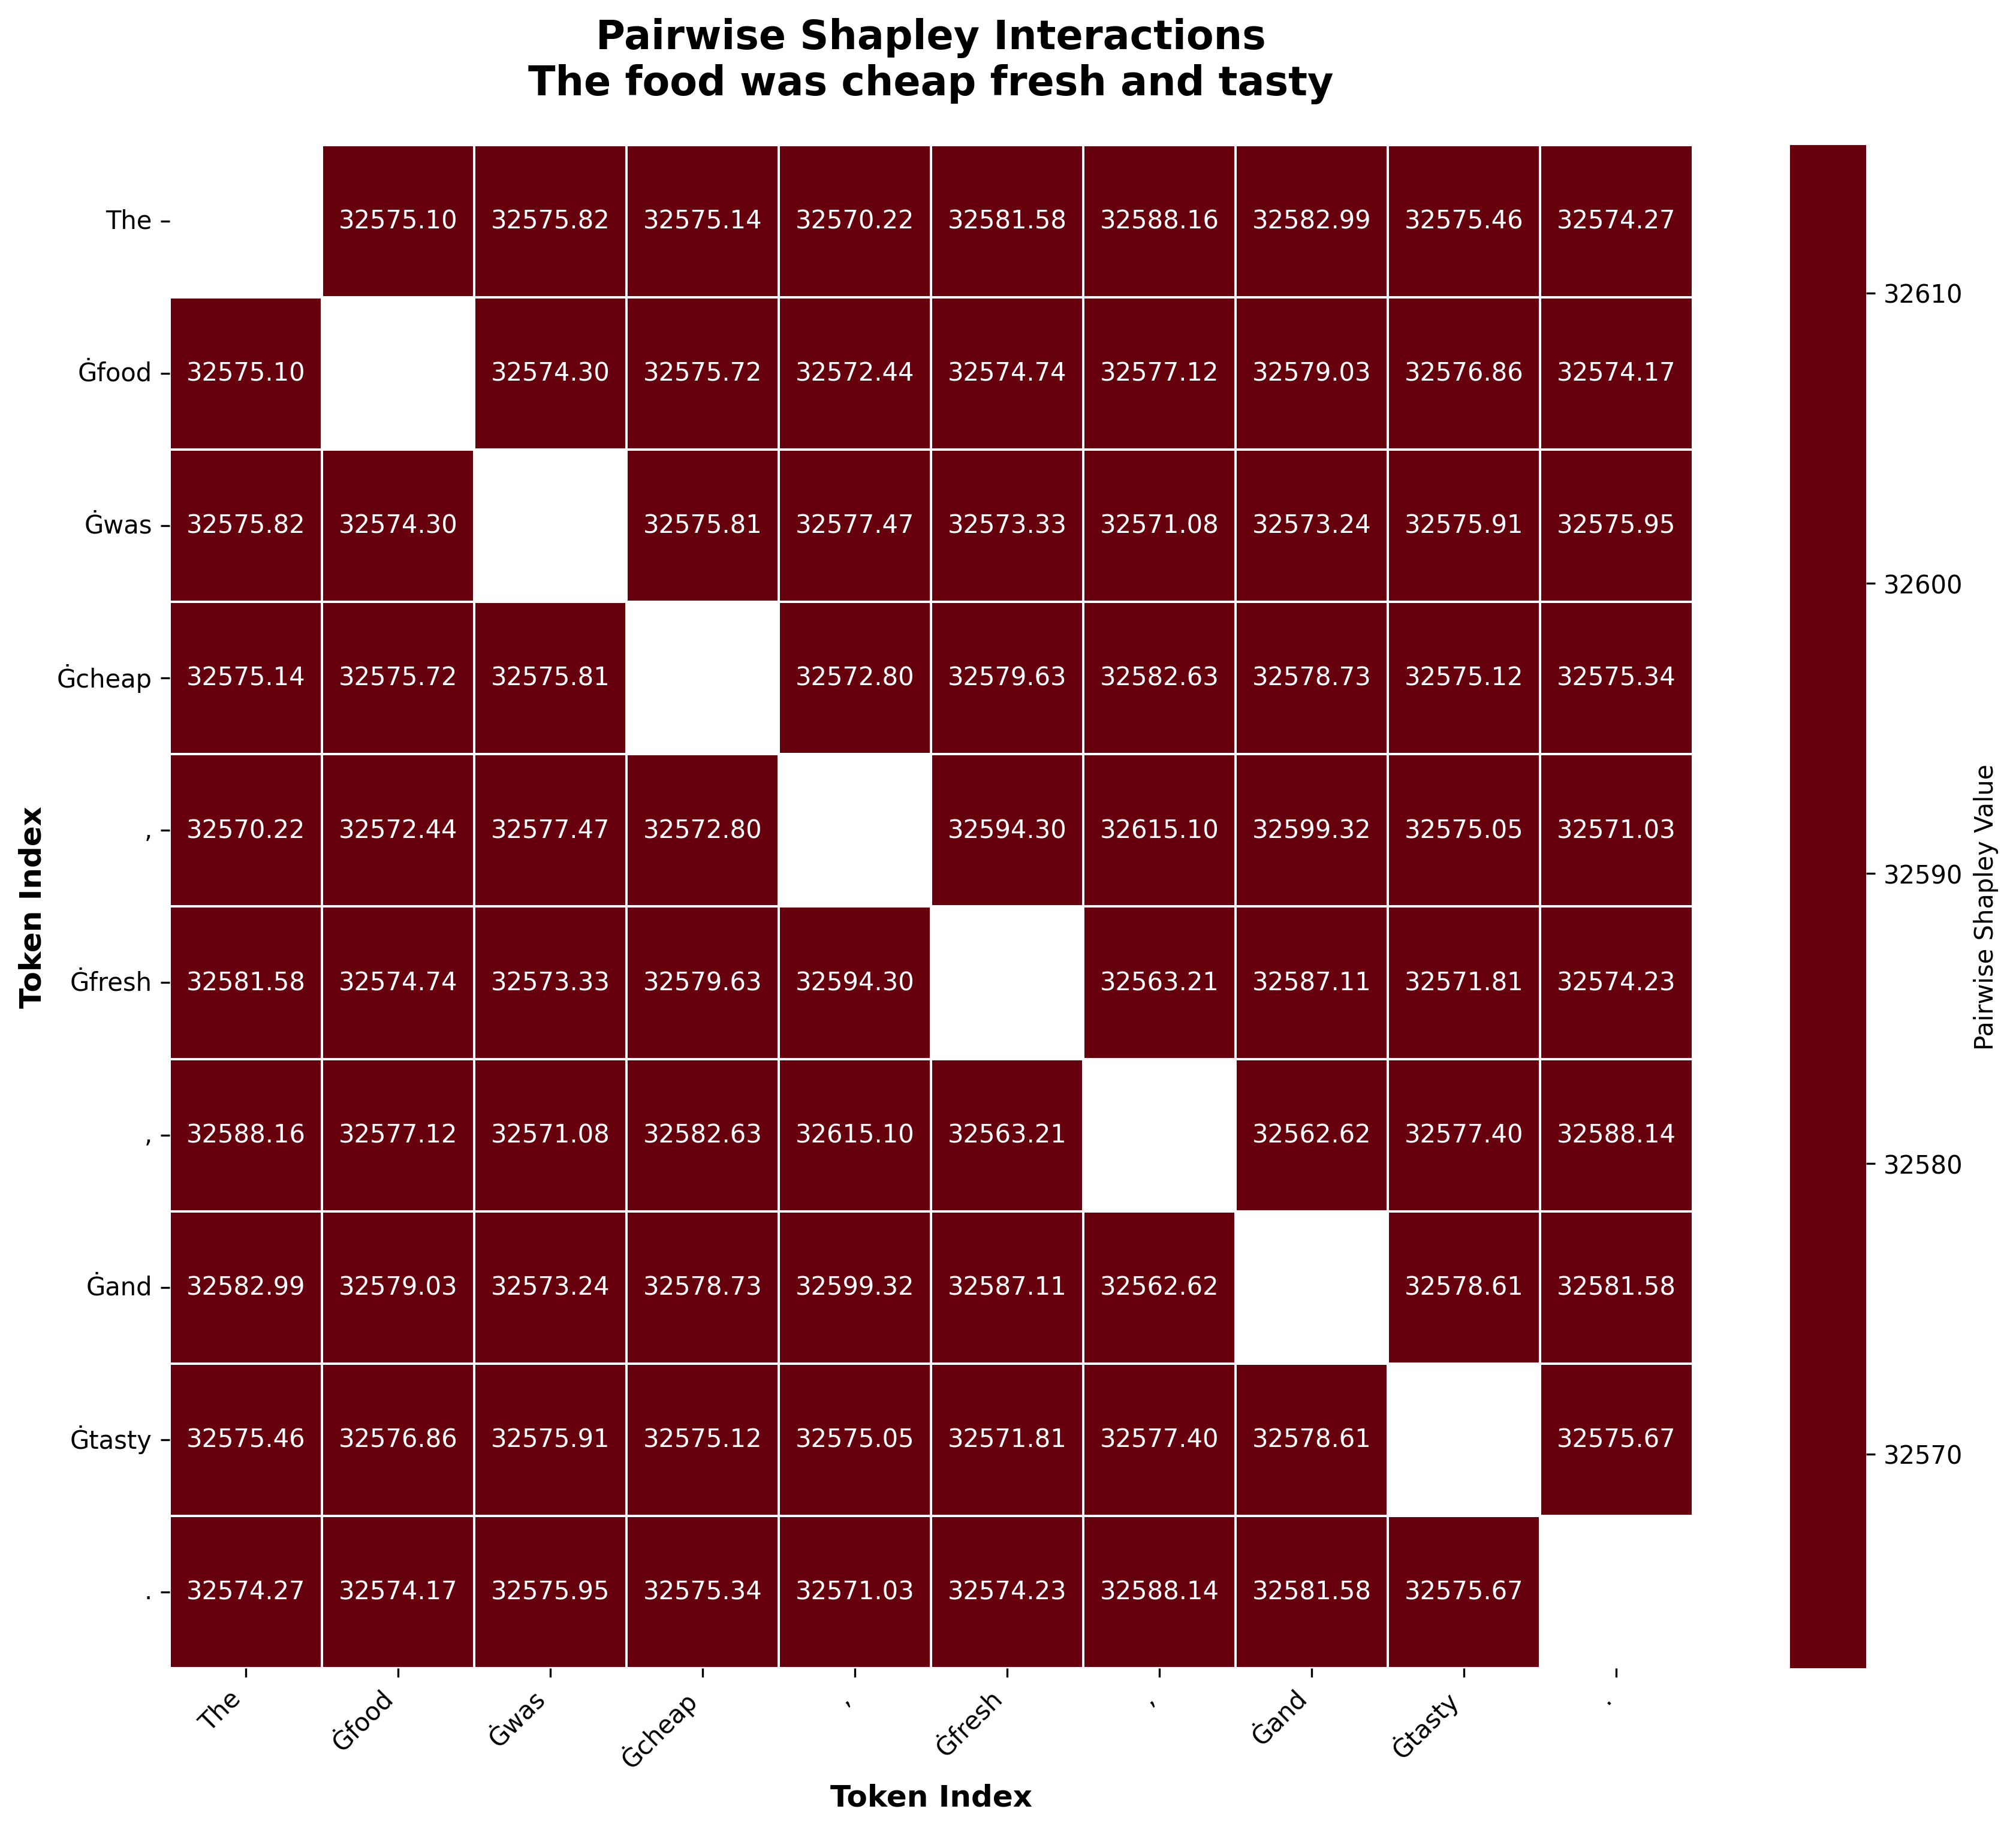 Pairwise Shapley Interactions
The food was cheap fresh and tasty
The 32575.10 32575.82 32575.14 32570.22 32581.58 32588.16 32582.99 32575.46 32574.27
Ġfood 32575.10 32574.30 32575.72 32572.44 32574.74 32577.12 32579.03 32576.86 32574.17
Ġwas 32575.82 32574.30 32575.81 32577.47 32573.33 32571.08 32573.24 32575.91 32575.95
Ġcheap 32575.14 32575.72 32575.81 32572.80 32579.63 32582.63 32578.73 32575.12 32575.34
, 32570.22 32572.44 32577.47 32572.80 32594.30 32615.10 32599.32 32575.05 32571.03
Ġfresh 32581.58 32574.74 32573.33 32579.63 32594.30 32563.21 32587.11 32571.81 32574.23
, 32588.16 32577.12 32571.08 32582.63 32615.10 32563.21 32562.62 32577.40 32588.14
Ġand 32582.99 32579.03 32573.24 32578.73 32599.32 32587.11 32562.62 32578.61 32581.58
Ġtasty 32575.46 32576.86 32575.91 32575.12 32575.05 32571.81 32577.40 32578.61 32575.67
. 32574.27 32574.17 32575.95 32575.34 32571.03 32574.23 32588.14 32581.58 32575.67
The Ġfood Ġwas Ġcheap , Ġfresh , Ġand Ġtasty .
Token Index
Token Index
32610
32600
32590
32580
32570
Pairwise Shapley Value